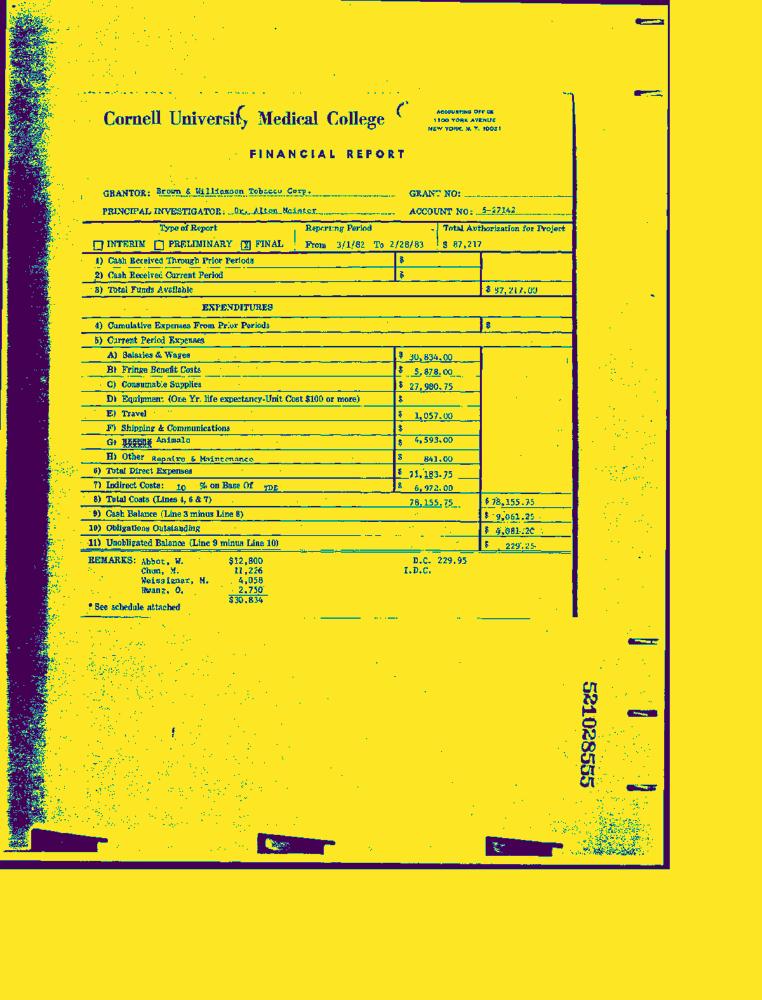 Cornell University Medical College
ACCOUNTING OFFICE
1300 YORK AVENUE
NEW YORK, N. Y. 10021
FINANCIAL REPORT
GRANTOR: Brown & Williamson Tobacco Corp. GRANT NO:
PRINCIPAL INVESTIGATOR: Dr. Alton Meister ACCOUNT NO: 5-27142
Type of Report Reporting Period Total Authorization for Project
INTERIM PRELIMINARY X FINAL From 3/1/82 To 2/28/83 $ 87,217
1) Cash Received Through Prior Periods $
2) Cash Received Current Period $
3) Total Funds Available $ 87,217.00
EXPENDITURES
4) Cumulative Expenses From Prior Periods $
5) Current Period Expenses
A) Salaries & Wages $ 30,834.00
B) Fringe Benefit Costs $ 5,878.00
C) Consumable Supplies $ 27,980.75
D) Equipment (One Yr. life expectancy-Unit Cost $100 or more) $
E) Travel $ 1,057.00
F) Shipping & Communications $
G) Animals $ 4,593.00
H) Other Repairs & Maintenance 841.00
6) Total Direct Expenses $ 71,183.75
7) Indirect Costs: 10 % on Base Of TDE $ 6,972.00
8) Total Costs (Lines 4, 6 & 7) 78,155.75 $ 78,155.75
9) Cash Balance (Line 3 minus Line 8) $ 9,061.25
10) Obligations Outstanding $
11) Unobligated Balance (Line 9 minus Line 10) $ 229.25
REMARKS: Abbot, W. $12,800 D.C. 229.95
Chen, M. 11,226 I.D.C.
M. 4,058
O. 2,750
$30,834
* See schedule attached
521028555